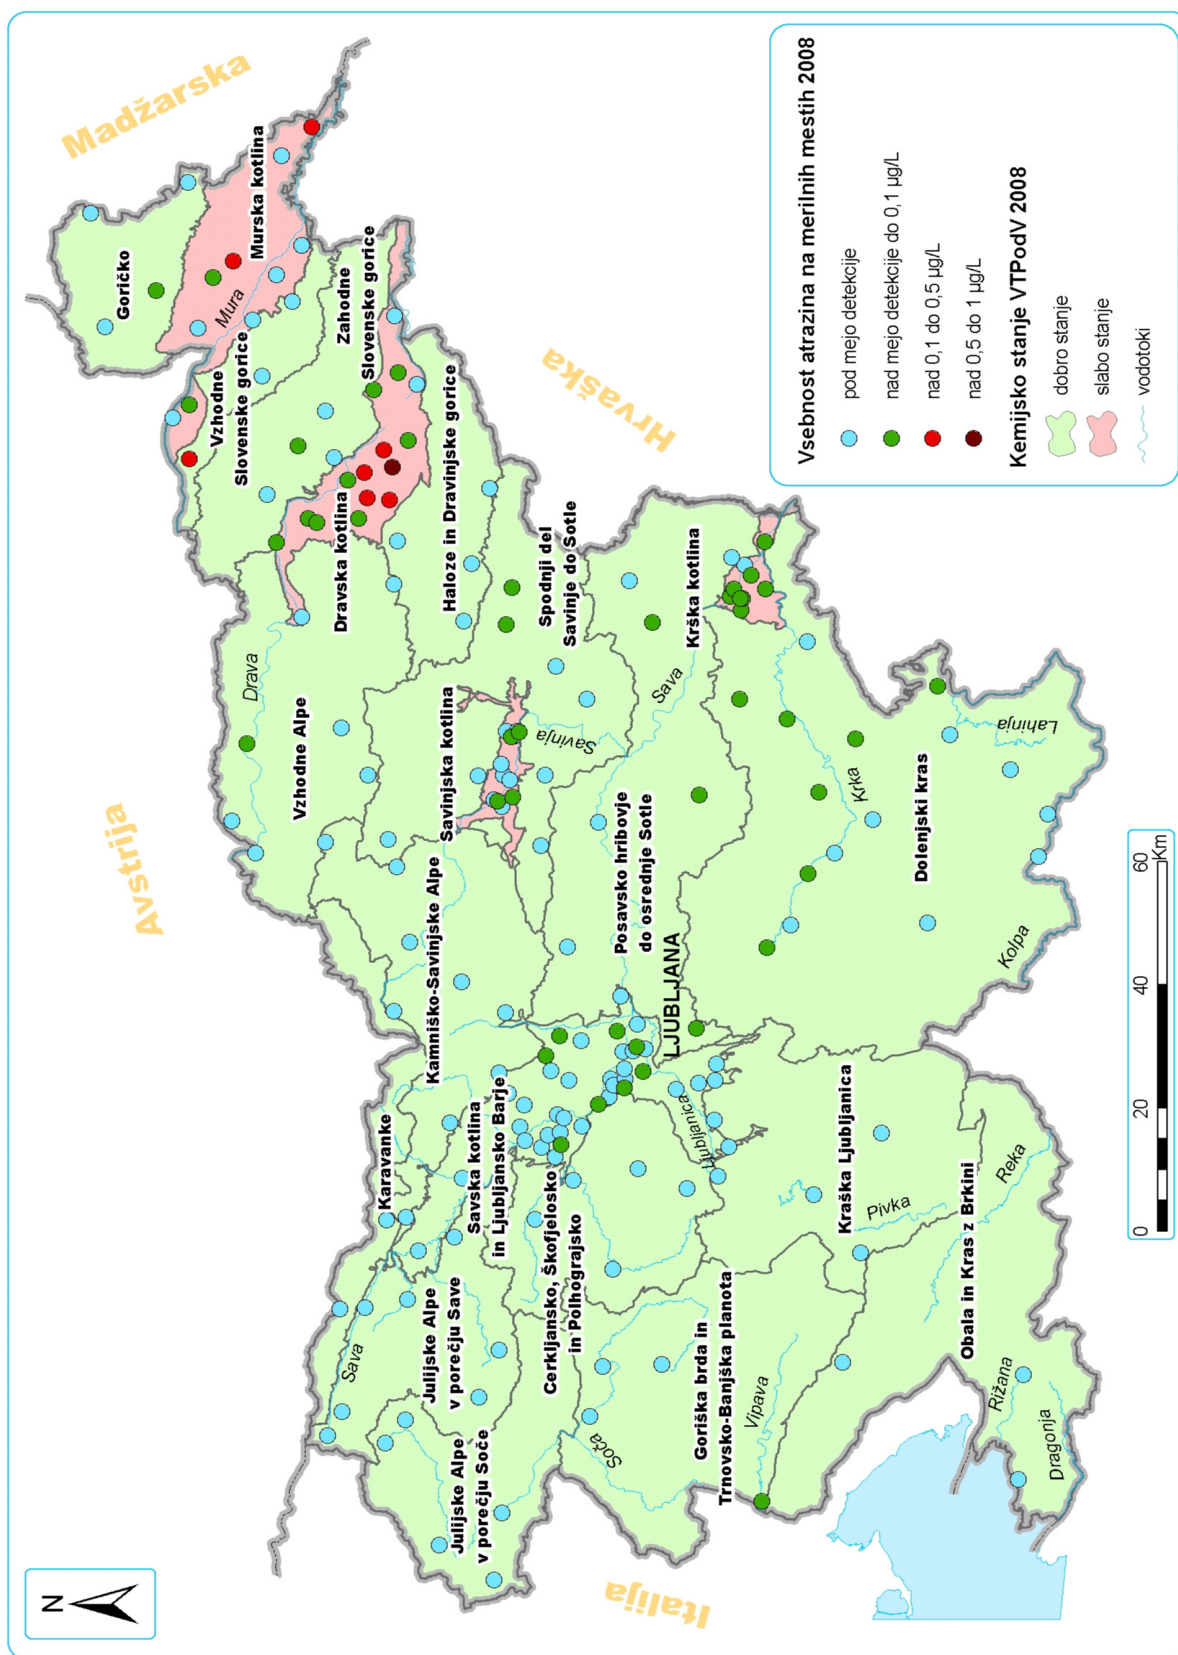 N
Avstrija
Madžarska
Hrvaška
Italija
Goričko
Murska kotlina
Mura
Vzhodne
Slovenske gorice
Zahodne
Slovenske gorice
Dravska kotlina
Drava
Haloze in Dravinjske gorice
Vzhodne Alpe
Spodnji del
Savinje do Sotle
Savinjska kotlina
Savinja
Kamniško-Savinjske Alpe
Karavanke
Sava
Julijske Alpe
v porečju Save
Julijske Alpe
v porečju Soče
Savska kotlina
in Ljubljansko Barje
Cerkljansko, Škofjeloško
in Polhograjsko
Posavsko hribovje
do osrednje Sotle
LJUBLJANA
Sava
Krška kotlina
Krka
Dolenjski kras
Lahinja
Kolpa
Ljubljanica
Kraška Ljubljanica
Pivka
Soča
Goriška brda in
Trnovsko-Banjška planota
Vipava
Obala in Kras z Brkini
Reka
Rižana
Dragonja
0 20 40 60
Km
Vsebnost atrazina na merilnih mestih 2008
pod mejo detekcije
nad mejo detekcije do 0,1 µg/L
nad 0,1 do 0,5 µg/L
nad 0,5 do 1 µg/L
Kemijsko stanje VTPodV 2008
dobro stanje
slabo stanje
vodotoki